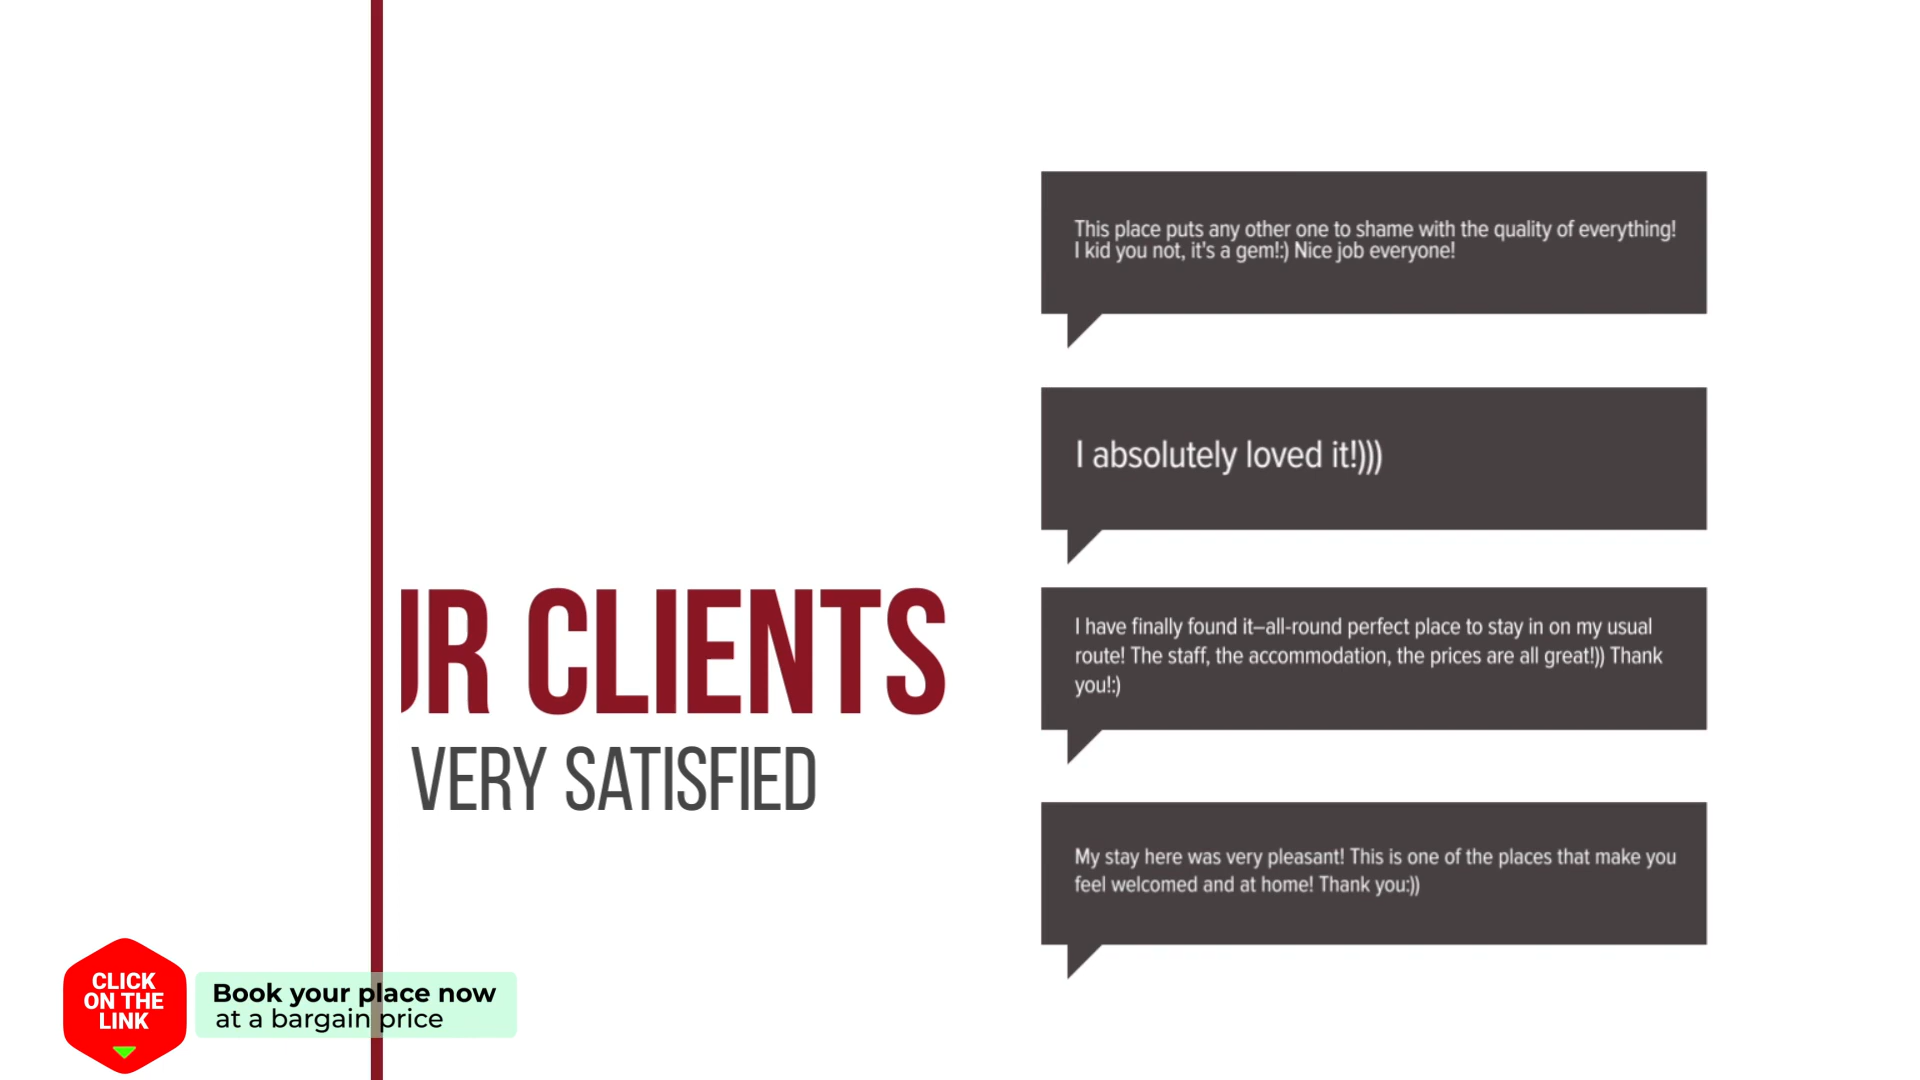 This place puts any other one to shame with the quality of everything!
I kid you not, it's a gem!:) Nice job everyone!
I absolutely loved it!)))
I have finally found it–all-round perfect place to stay in on my usual
route! The staff, the accommodation, the prices are all great!)) Thank
you!:)
My stay here was very pleasant! This is one of the places that make you
feel welcomed and at home! Thank you:))
CLIENTS
VERY SATISFIED
CLICK
ON THE
LINK
Book your place now
at a bargain price